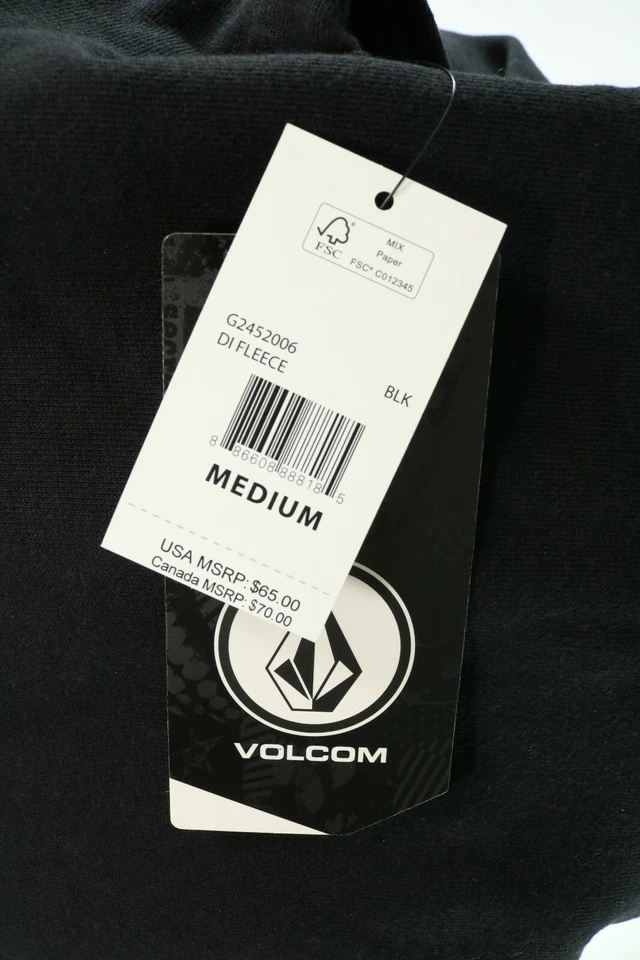 FSC®
MIX
Paper
FSC® C012345
G2452006
DI FLEECE
BLK
8 86608 88818 5
MEDIUM
USA MSRP: $65.00
Canada MSRP: $70.00
VOLCOM